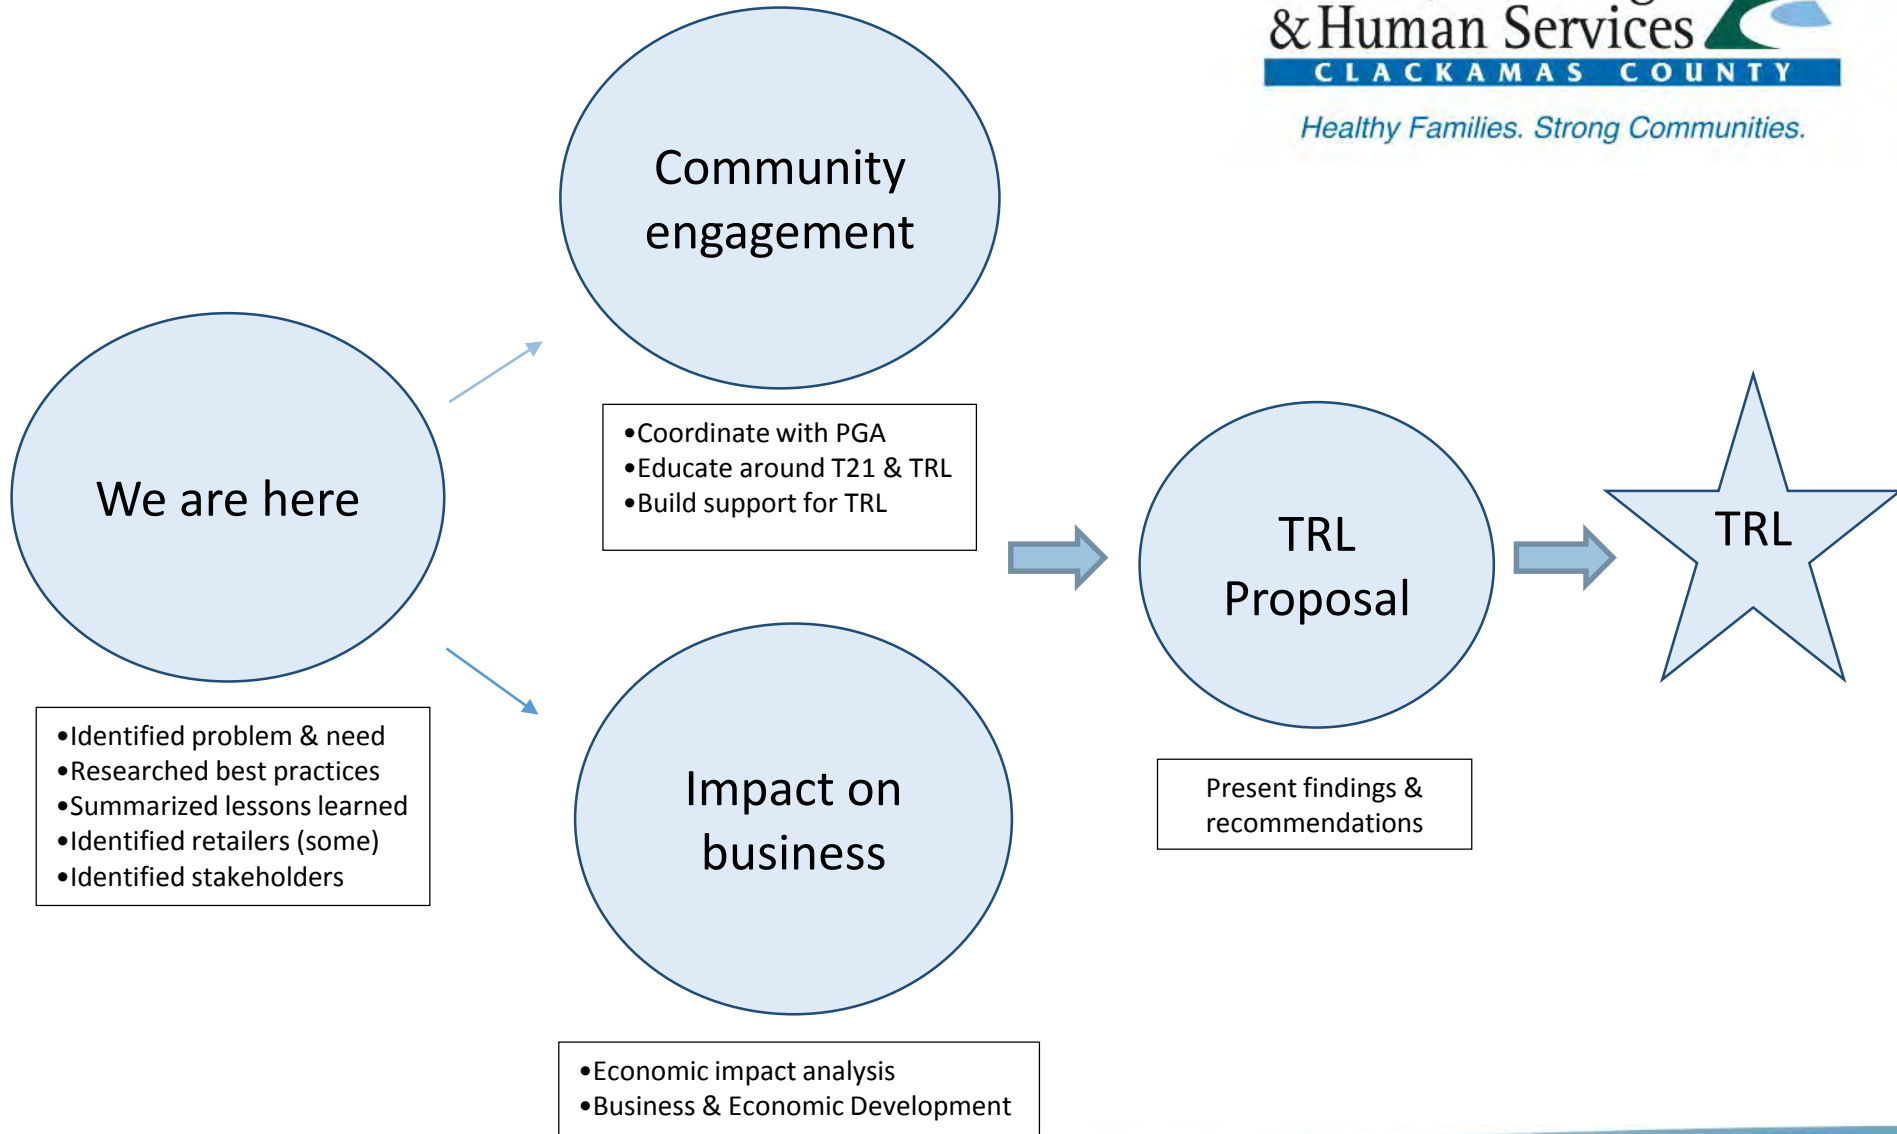 & Human Services
CLACKAMAS COUNTY
Healthy Families. Strong Communities.
Community
engagement
•Coordinate with PGA
•Educate around T21 & TRL
•Build support for TRL
We are here
•Identified problem & need
•Researched best practices
•Summarized lessons learned
•Identified retailers (some)
•Identified stakeholders
Impact on
business
•Economic impact analysis
•Business & Economic Development
TRL
Proposal
Present findings &
recommendations
TRL